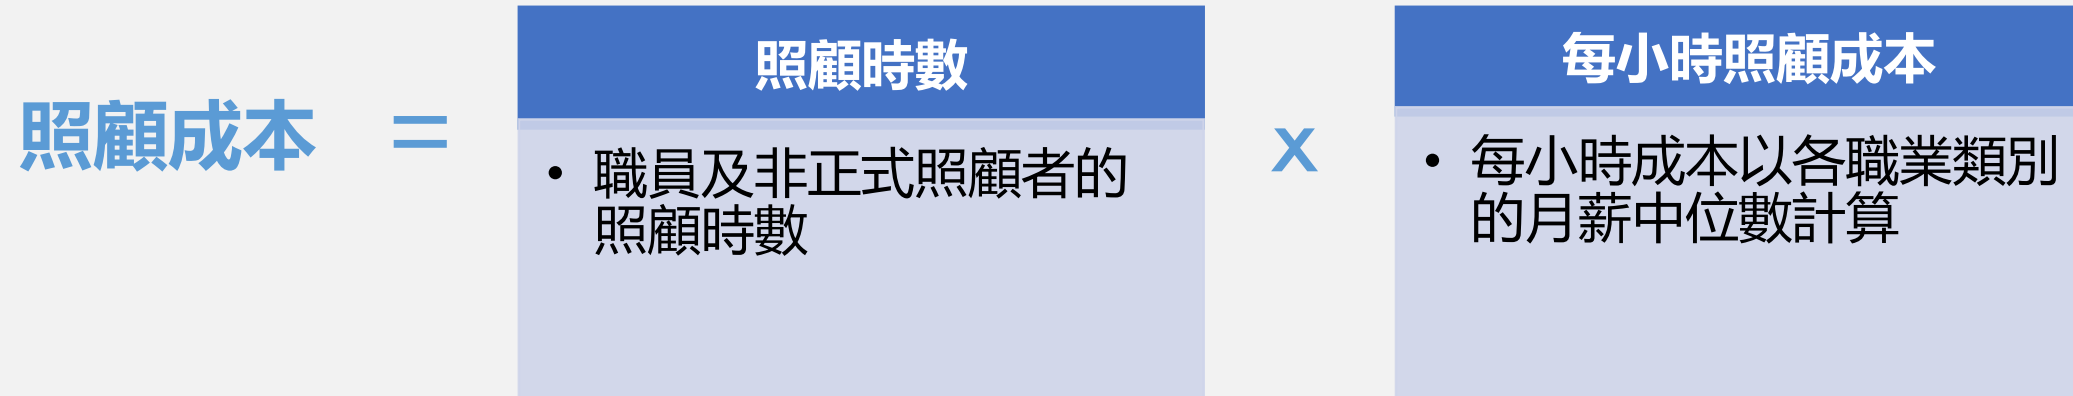 照顧成本 =
照顧時數
• 職員及非正式照顧者的
照顧時數
x
每小時照顧成本
• 每小時成本以各職業類別
的月薪中位數計算